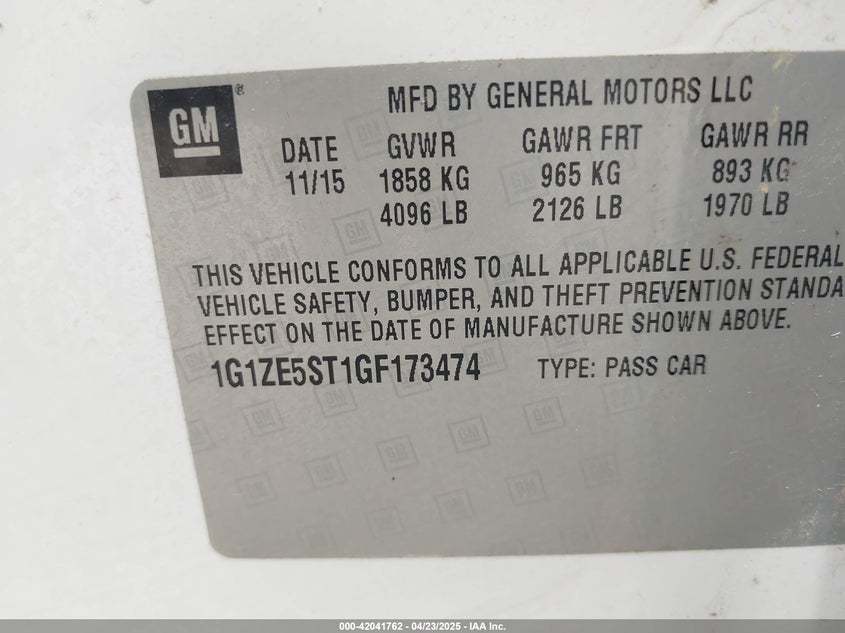 GM
MFD BY GENERAL MOTORS LLC
DATE GVWR GAWR FRT GAWR RR
11/15 1858 KG 965 KG 893 KG
4096 LB 2126 LB 1970 LB
THIS VEHICLE CONFORMS TO ALL APPLICABLE U.S. FEDERAL
VEHICLE SAFETY, BUMPER, AND THEFT PREVENTION STANDA
EFFECT ON THE DATE OF MANUFACTURE SHOWN ABOVE.
1G1ZE5ST1GF173474 TYPE: PASS CAR
000-42041762 - 04/23/2025 - IAA Inc.